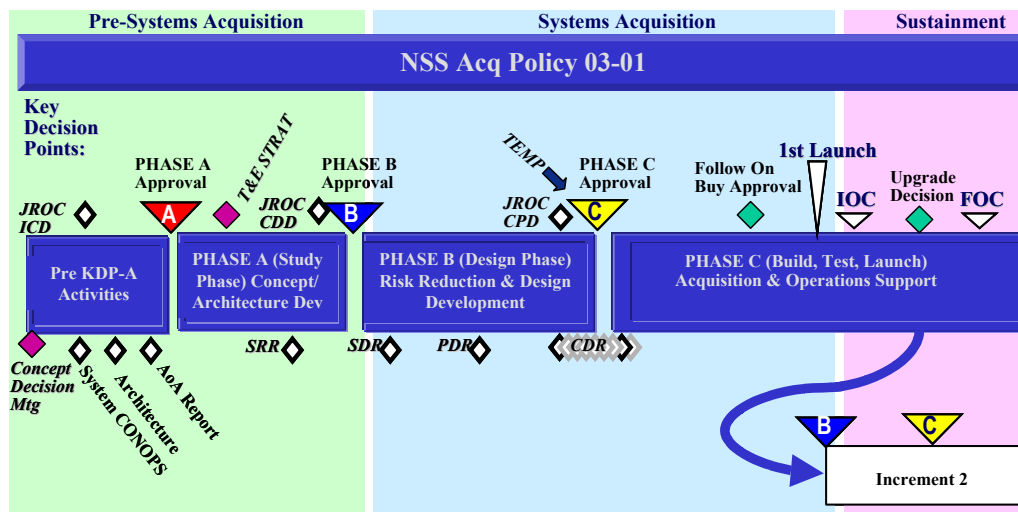 Pre-Systems Acquisition
Systems Acquisition
Sustainment
NSS Acq Policy 03-01
Key
Decision
Points:
PHASE A
Approval
T&E STRAT
PHASE B
Approval
TEMP
PHASE C
Approval
Follow On
Buy Approval
1st Launch
Upgrade
Decision
JROC
ICD
A
JROC
CDD
B
JROC
CPD
C
IOC
FOC
Pre KDP-A
Activities
PHASE A (Study
Phase) Concept/
Architecture Dev
PHASE B (Design Phase)
Risk Reduction & Design
Development
PHASE C (Build, Test, Launch)
Acquisition & Operations Support
Concept
Decision
Mtg
System CONOPS
Architecture
AoA Report
SRR
SDR
PDR
CDR
B
C
Increment 2